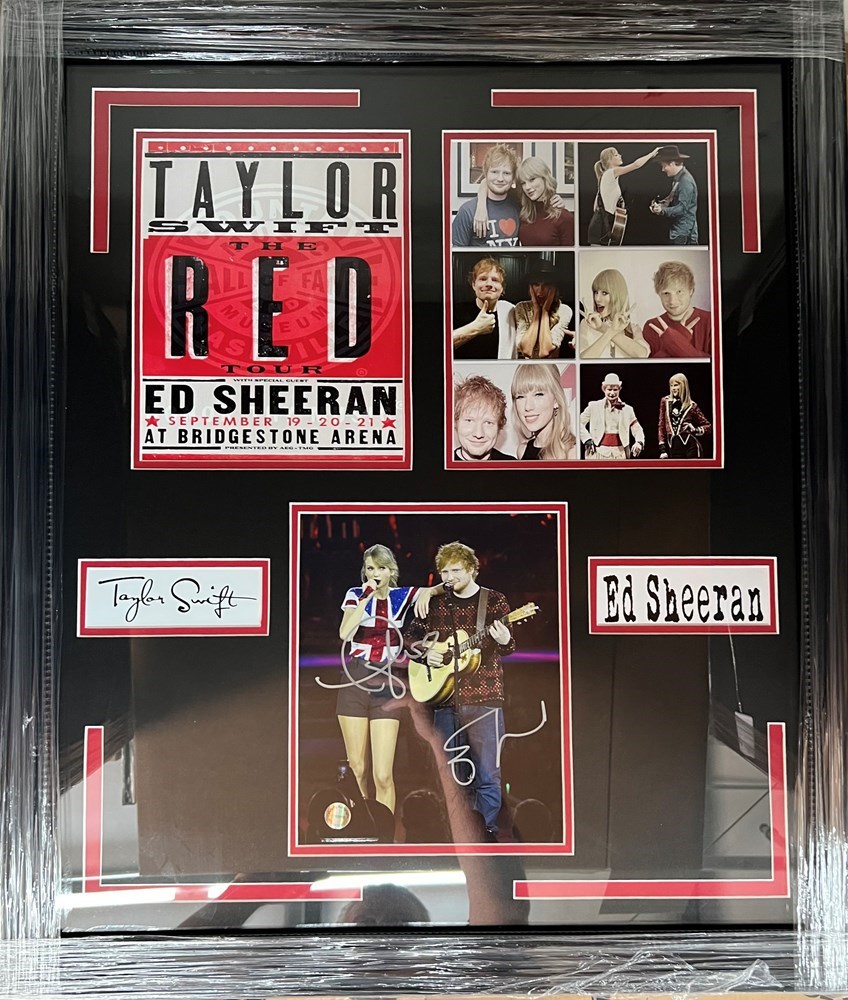 TAYLOR
SWIFT
THE
RED
TOUR
WITH SPECIAL GUEST
ED SHEERAN
SEPTEMBER 19-20-21
AT BRIDGESTONE ARENA
PRESENTED BY AEG-TMG
I ♥
NY
Taylor Swift
Ed Sheeran